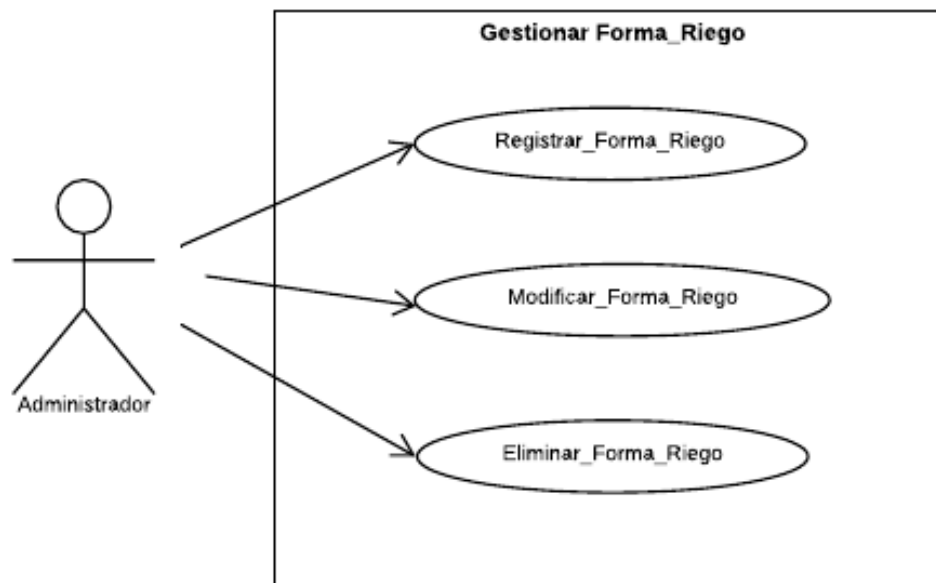 Gestionar Forma_Riego
Registrar_Forma_Riego
Modificar_Forma_Riego
Eliminar_Forma_Riego
Administrador